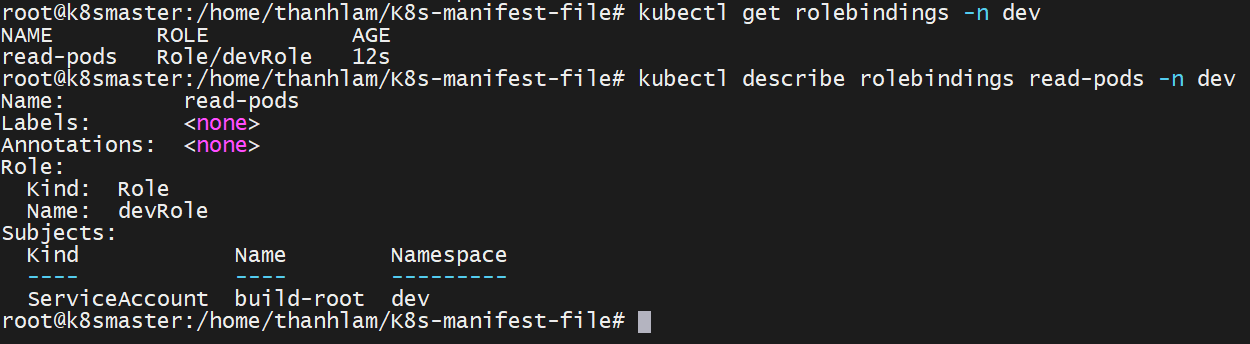 root@k8smaster:/home/thanhlam/K8s-manifest-file# kubectl get rolebindings -n dev
NAME        ROLE           AGE
read-pods   Role/devRole   12s
root@k8smaster:/home/thanhlam/K8s-manifest-file# kubectl describe rolebindings read-pods -n dev
Name:         read-pods
Labels:       <none>
Annotations:  <none>
Role:
  Kind:  Role
  Name:  devRole
Subjects:
  Kind            Name        Namespace
  ----            ----        ---------
  ServiceAccount  build-root  dev
root@k8smaster:/home/thanhlam/K8s-manifest-file#